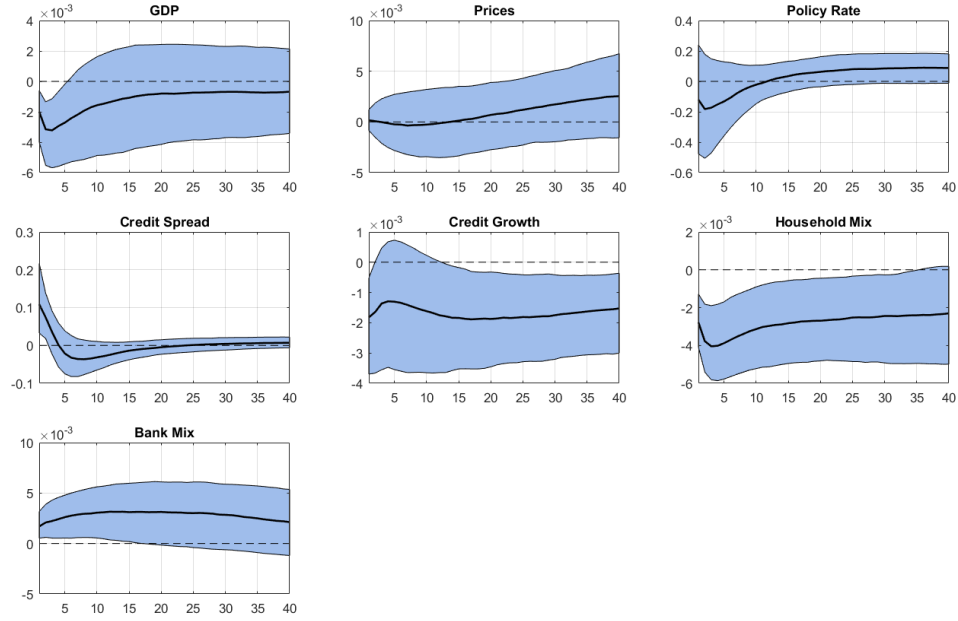 GDP
× 10-3
4
2
0
-2
-4
-6
5 10 15 20 25 30 35 40
Prices
× 10-3
10
5
0
-5
5 10 15 20 25 30 35 40
Policy Rate
0.4
0.2
0
-0.2
-0.4
-0.6
5 10 15 20 25 30 35 40
Credit Spread
0.3
0.2
0.1
0
-0.1
5 10 15 20 25 30 35 40
Credit Growth
× 10-3
1
0
-1
-2
-3
-4
5 10 15 20 25 30 35 40
Household Mix
× 10-3
2
0
-2
-4
-6
5 10 15 20 25 30 35 40
Bank Mix
× 10-3
10
5
0
-5
5 10 15 20 25 30 35 40